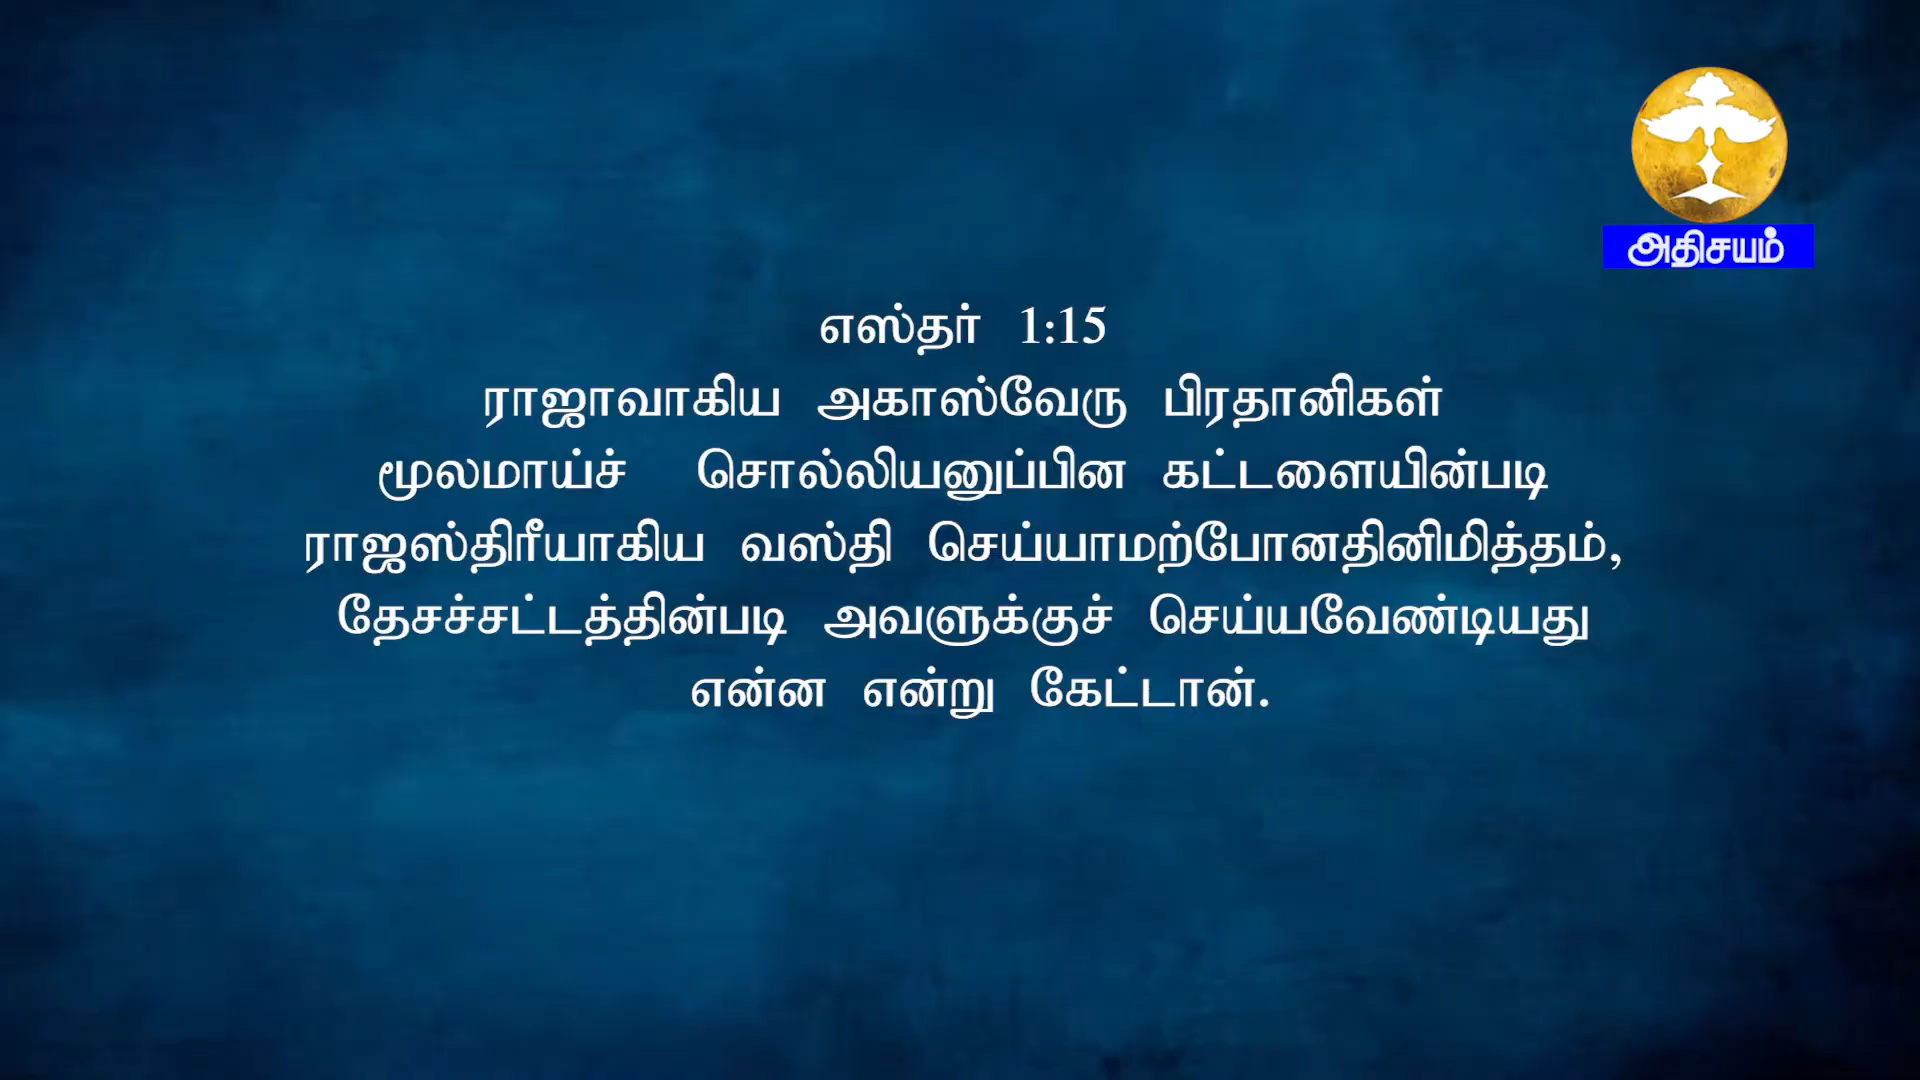 அதிசயம்
எஸ்தர் 1:15
ராஜாவாகிய அகாஸ்வேரு பிரதானிகள்
மூலமாய்ச் சொல்லியனுப்பின கட்டளையின்படி
ராஜஸ்திரீயாகிய வஸ்தி செய்யாமற்போனதினிமித்தம்,
தேசச்சட்டத்தின்படி அவளுக்குச் செய்யவேண்டியது
என்ன என்று கேட்டான்.